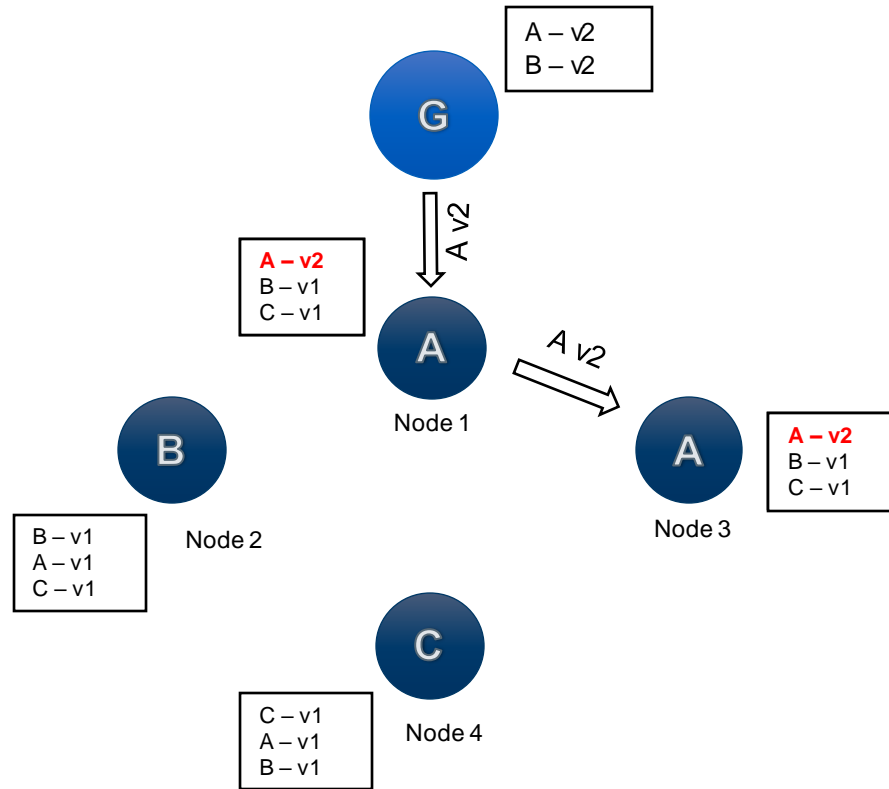 A – v2
B – v2
G
A v2
A – v2
B – v1
C – v1
A
Node 1
A v2
B
Node 2
B – v1
A – v1
C – v1
A
Node 3
A – v2
B – v1
C – v1
C
Node 4
C – v1
A – v1
B – v1